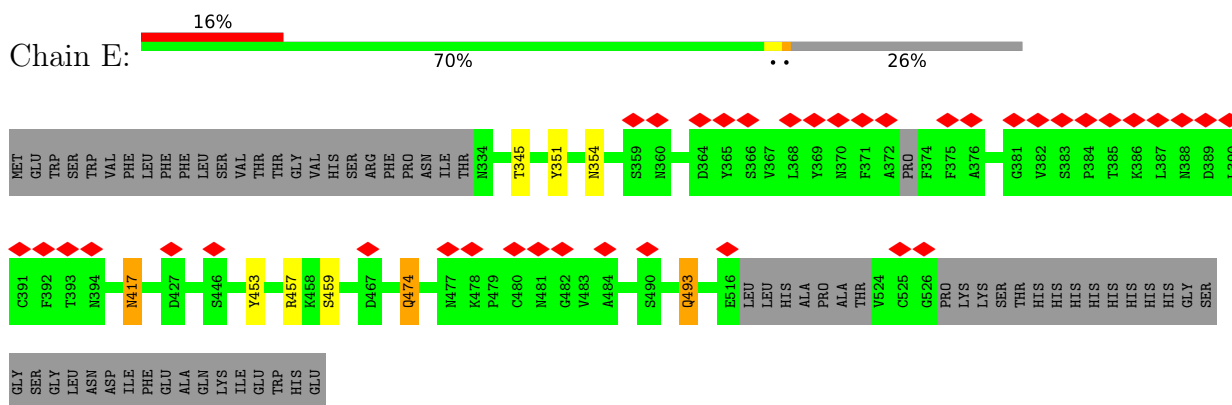 16%
Chain E:
70%
• •
26%
MET GLU TRP SER TRP VAL PHE LEU PHE PHE LEU SER VAL THR THR GLY VAL HIS SER ARG PHE PRO ASN ILE THR N334 T345 Y351 N354 S359 N360 D364 Y365 S366 V367 L368 Y369 N370 F371 A372 PRO F374 F375 A376 G381 V382 S383 P384 T385 K386 L387 N388 D389 L390
C391 F392 T393 N394 N417 D427 S446 Y453 R457 K458 S459 D467 Q474 N477 K478 P479 C480 N481 G482 V483 A484 S490 Q493 E516 LEU LEU HIS ALA PRO ALA THR V524 C525 G526 PRO LYS LYS SER THR HIS HIS HIS HIS HIS HIS HIS HIS GLY SER
GLY SER GLY LEU ASN ASP ILE PHE GLU ALA GLN LYS ILE GLU TRP HIS GLU